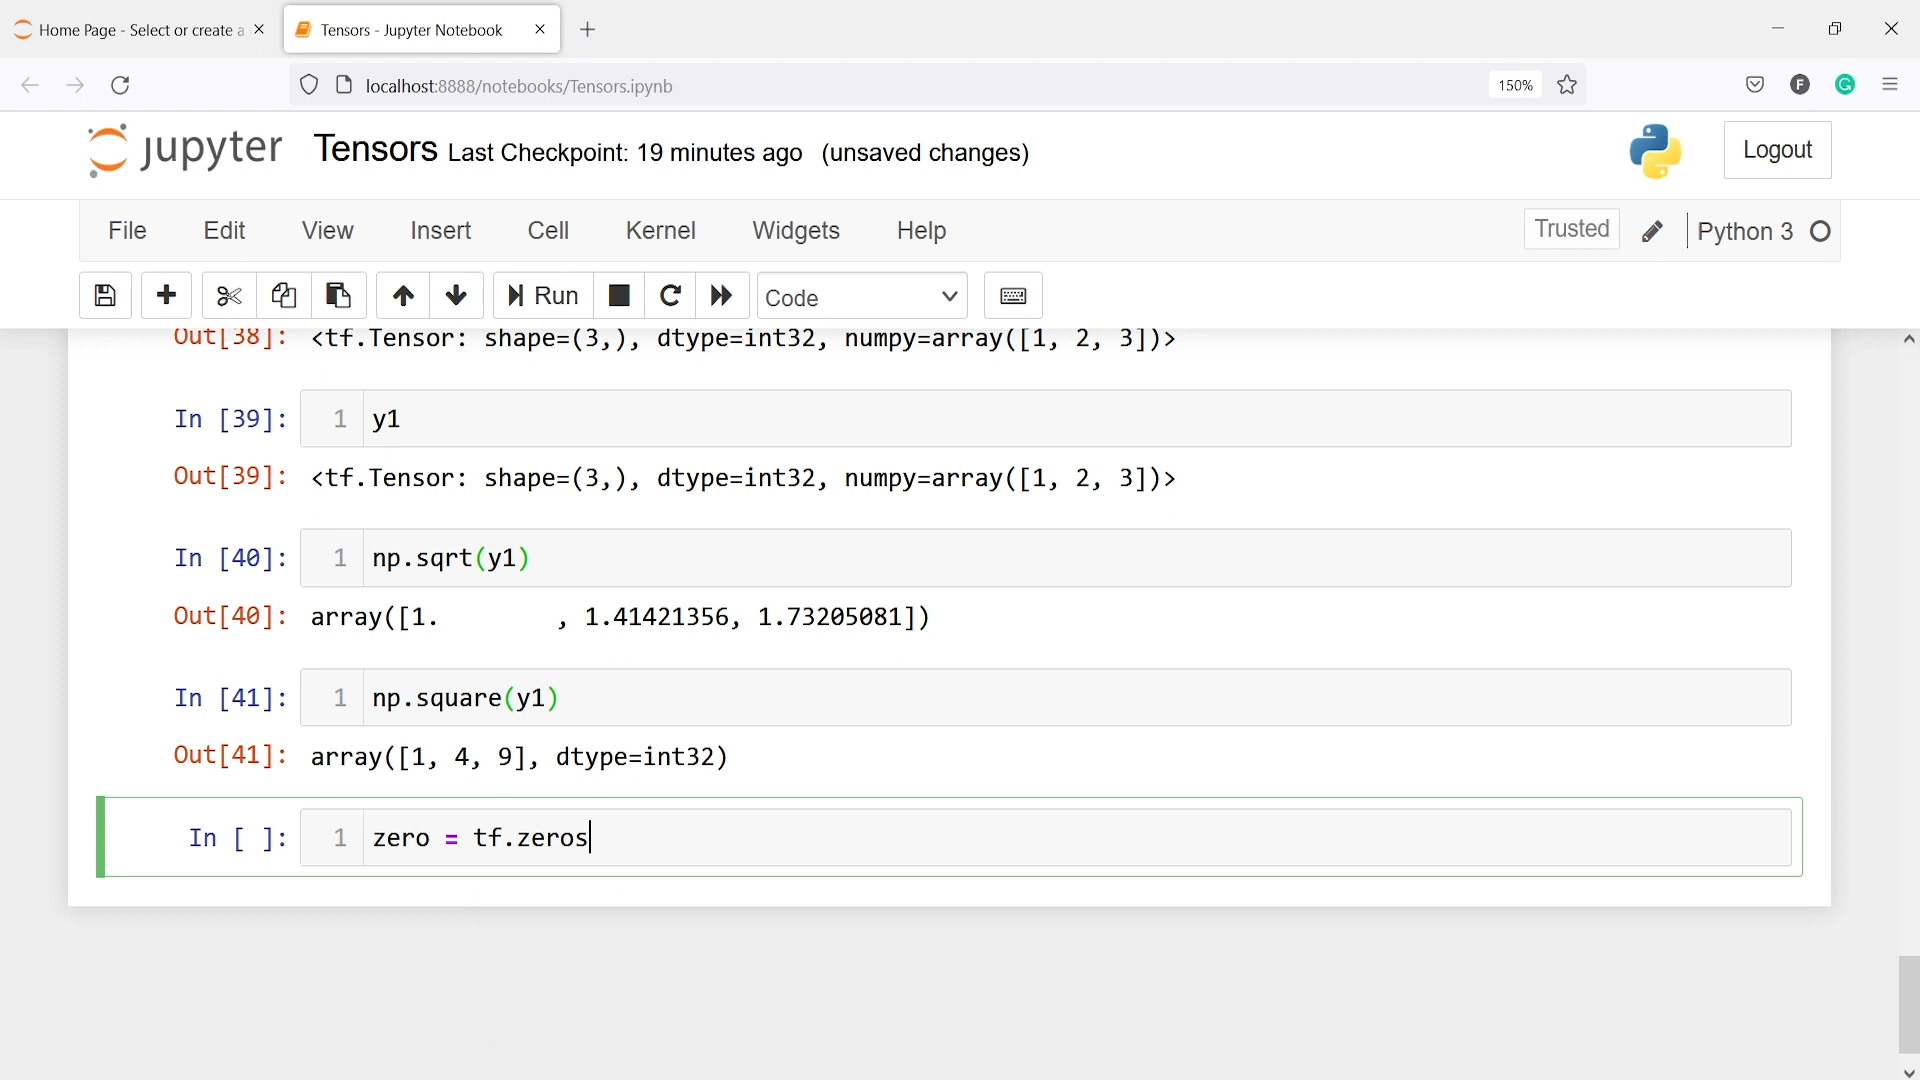 Home Page - Select or create a
Tensors - Jupyter Notebook
localhost:8888/notebooks/Tensors.ipynb
150%
F
G
jupyter Tensors Last Checkpoint: 19 minutes ago (unsaved changes)
Logout
File Edit View Insert Cell Kernel Widgets Help
Trusted
Python 3
Run
Code
Out[38]: <tf.Tensor: shape=(3,), dtype=int32, numpy=array([1, 2, 3])>
In [39]: 1 y1
Out[39]: <tf.Tensor: shape=(3,), dtype=int32, numpy=array([1, 2, 3])>
In [40]: 1 np.sqrt(y1)
Out[40]: array([1.        , 1.41421356, 1.73205081])
In [41]: 1 np.square(y1)
Out[41]: array([1, 4, 9], dtype=int32)
In [ ]: 1 zero = tf.zeros